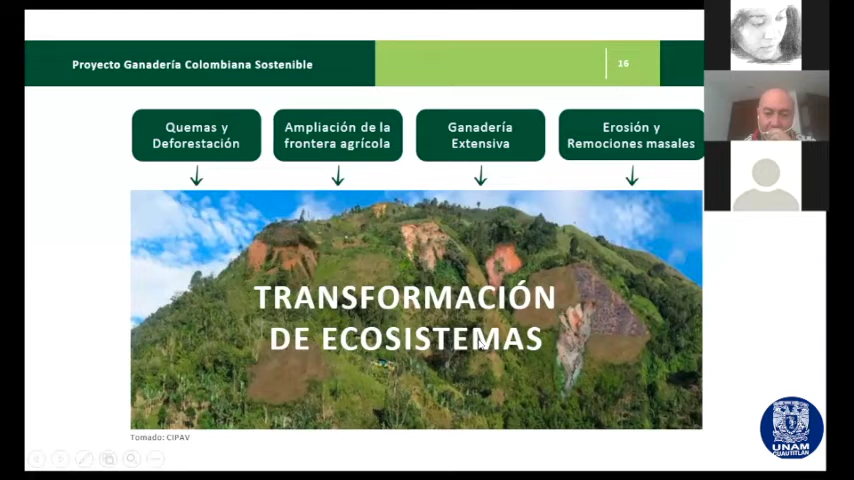 Proyecto Ganadería Colombiana Sostenible
16
Quemas y
Deforestación
Ampliación de la
frontera agrícola
Ganadería
Extensiva
Erosión y
Remociones masales
TRANSFORMACIÓN
DE ECOSISTEMAS
Tomado: CIPAV
UNAM
CUAUTITLAN